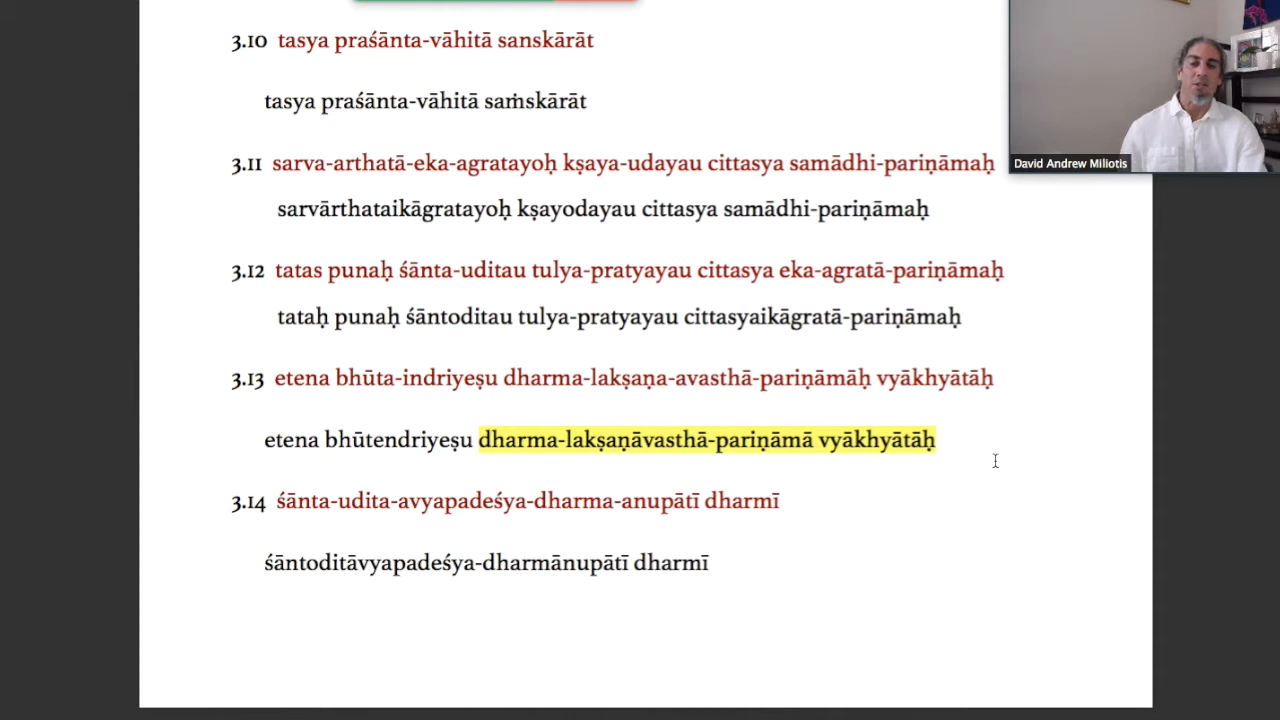 3.10 tasya praśānta-vāhitā sanskārāt
tasya praśānta-vāhitā saṁskārāt
3.11 sarva-arthatā-eka-agratayoḥ kṣaya-udayau cittasya samādhi-pariṇāmaḥ
sarvārthataikāgratayoḥ kṣayodayau cittasya samādhi-pariṇāmaḥ
3.12 tatas punaḥ śānta-uditau tulya-pratyayau cittasya eka-agratā-pariṇāmaḥ
tataḥ punaḥ śāntoditau tulya-pratyayau cittasyaikāgratā-pariṇāmaḥ
3.13 etena bhūta-indriyeṣu dharma-lakṣaṇa-avasthā-pariṇāmāḥ vyākhyātāḥ
etena bhūtendriyeṣu dharma-lakṣaṇāvasthā-pariṇāmā vyākhyātāḥ
3.14 śānta-udita-avyapadeśya-dharma-anupātī dharmī
śāntoditāvyapadeśya-dharmānupātī dharmī
David Andrew Miliotis